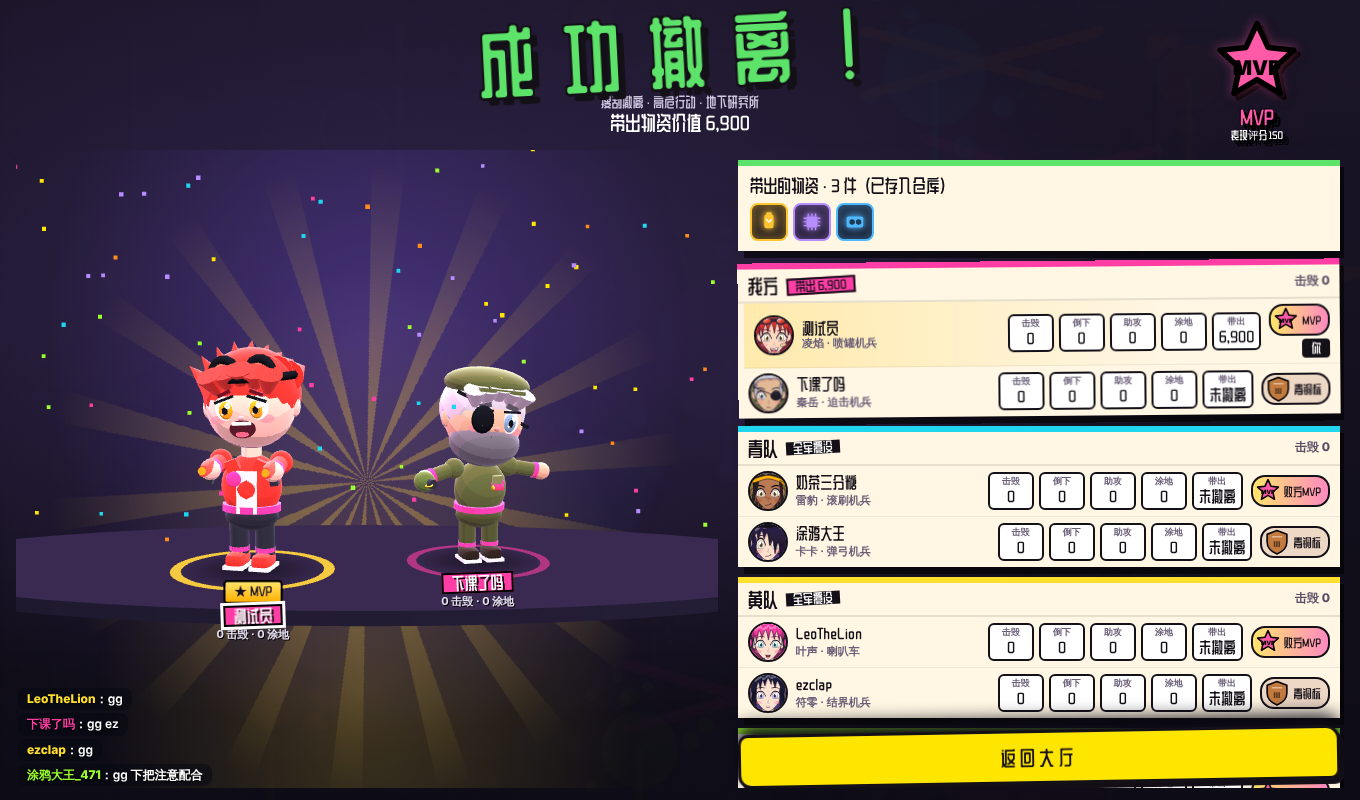 成功撤离！
搜刮撤离 · 高危行动 · 地下研究所
带出物资价值 6,900
MVP
MVP
表现评分150
带出的物资 · 3 件（已存入仓库）
我方 带出 6,900 击毁 0
测试员
凌焰 · 喷罐机兵
击毁 0 倒下 0 助攻 0 涂地 0 带出 6,900 MVP MVP
你
下课了吗
秦岳 · 迫击机兵
击毁 0 倒下 0 助攻 0 涂地 0 带出 未撤离 青铜标
青队 全军覆没 击毁 0
奶茶三分糖
雷豹 · 滚刷机兵
击毁 0 倒下 0 助攻 0 涂地 0 带出 未撤离 MVP 败方MVP
涂鸦大王
卡卡 · 弹弓机兵
击毁 0 倒下 0 助攻 0 涂地 0 带出 未撤离
黄队 全军覆没 击毁 0
LeoTheLion
叶声 · 喇叭车
击毁 0 倒下 0 助攻 0 涂地 0 带出 未撤离 MVP 败方MVP
ezclap
符零 · 结界机兵
击毁 0 倒下 0 助攻 0 涂地 0 带出 未撤离
返回大厅
★ MVP
测试员
0 击毁 · 0 涂地
下课了吗
0 击毁 · 0 涂地
LeoTheLion：gg
下课了吗：gg ez
ezclap：gg
涂鸦大王_471：gg 下把注意配合